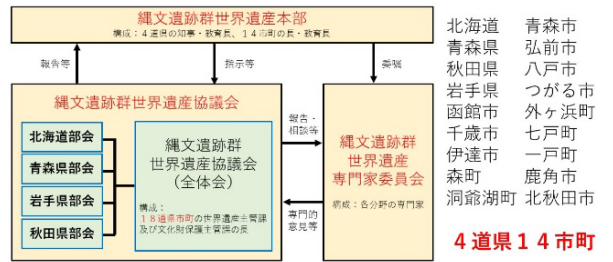 縄文遺跡群世界遺産本部
構成：４道県の知事・教育長、１４市町の長・教育長
報告等
指示等
委嘱
縄文遺跡群世界遺産協議会
北海道部会
青森県部会
岩手県部会
秋田県部会
縄文遺跡群
世界遺産協議会
（全体会）
構成：
１８道県市町の世界遺産主管課
及び文化財保護主管課の長
報告・
相談等
専門的
意見等
縄文遺跡群
世界遺産
専門家委員会
構成：各分野の専門家
北海道 青森市
青森県 弘前市
秋田県 八戸市
岩手県 つがる市
函館市 外ヶ浜町
千歳市 七戸町
伊達市 一戸町
森町 鹿角市
洞爺湖町 北秋田市
４道県１４市町